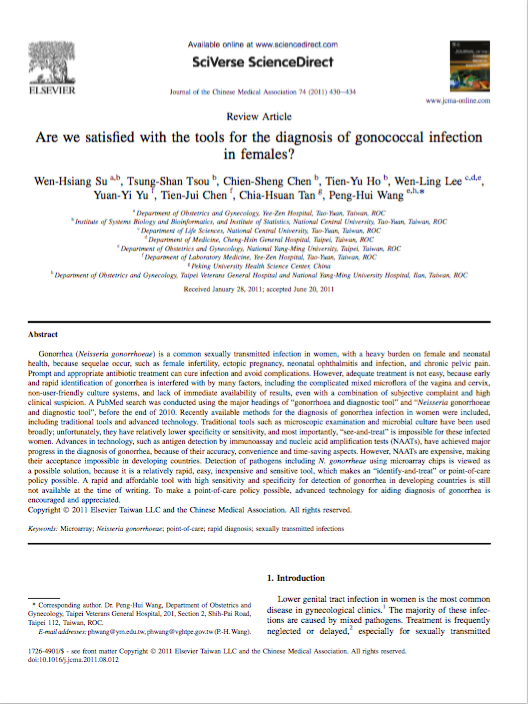 Available online at www.sciencedirect.com
SciVerse ScienceDirect
ELSEVIER
Journal of the Chinese Medical Association 74 (2011) 430–434
www.jcma-online.com
Review Article
Are we satisfied with the tools for the diagnosis of gonococcal infection
in females?
Wen-Hsiang Su a,b, Tsung-Shan Tsou b, Chien-Sheng Chen b, Tien-Yu Ho b, Wen-Ling Lee c,d,e,
Yuan-Yi Yu f, Tien-Jui Chen f, Chia-Hsuan Tan g, Peng-Hui Wang e,h,*
a Department of Obstetrics and Gynecology, Yee-Zen Hospital, Tao-Yuan, Taiwan, ROC
b Institute of Systems Biology and Bioinformatics, and Institute of Statistics, National Central University, Tao-Yuan, Taiwan, ROC
c Department of Life Sciences, National Central University, Tao-Yuan, Taiwan, ROC
d Department of Medicine, Cheng-Hsin General Hospital, Taipei, Taiwan, ROC
e Department of Obstetrics and Gynecology, National Yang-Ming University, Taipei, Taiwan, ROC
f Department of Laboratory Medicine, Yee-Zen Hospital, Tao-Yuan, Taiwan, ROC
g Peking University Health Science Center, China
h Department of Obstetrics and Gynecology, Taipei Veterans General Hospital and National Yang-Ming University Hospital, Ilan, Taiwan, ROC
Received January 28, 2011; accepted June 20, 2011
Abstract
Gonorrhea (Neisseria gonorrhoeae) is a common sexually transmitted infection in women, with a heavy burden on female and neonatal
health, because sequelae occur, such as female infertility, ectopic pregnancy, neonatal ophthalmitis and infection, and chronic pelvic pain.
Prompt and appropriate antibiotic treatment can cure infection and avoid complications. However, adequate treatment is not easy, because early
and rapid identification of gonorrhea is interfered with by many factors, including the complicated mixed microflora of the vagina and cervix,
non-user-friendly culture systems, and lack of immediate availability of results, even with a combination of subjective complaint and high
clinical suspicion. A PubMed search was conducted using the major headings of “gonorrhoea and diagnostic tool” and “Neisseria gonorrhoeae
and diagnostic tool”, before the end of 2010. Recently available methods for the diagnosis of gonorrhea infection in women were included,
including traditional tools and advanced technology. Traditional tools such as microscopic examination and microbial culture have been used
broadly; unfortunately, they have relatively lower specificity or sensitivity, and most importantly, “see-and-treat” is impossible for these infected
women. Advances in technology, such as antigen detection by immunoassay and nucleic acid amplification tests (NAATs), have achieved major
progress in the diagnosis of gonorrhea, because of their accuracy, convenience and time-saving aspects. However, NAATs are expensive, making
their acceptance impossible in developing countries. Detection of pathogens including N. gonorrheae using microarray chips is viewed as
a possible solution, because it is a relatively rapid, easy, inexpensive and sensitive tool, which makes an “identify-and-treat” or point-of-care
policy possible. A rapid and affordable tool with high sensitivity and specificity for detection of gonorrhea in developing countries is still
not available at the time of writing. To make a point-of-care policy possible, advanced technology for aiding diagnosis of gonorrhea is
encouraged and appreciated.
Copyright © 2011 Elsevier Taiwan LLC and the Chinese Medical Association. All rights reserved.
Keywords: Microarray; Neisseria gonorrhoeae; point-of-care; rapid diagnosis; sexually transmitted infections
1. Introduction
Lower genital tract infection in women is the most common
disease in gynecological clinics.1 The majority of these infec-
tions are caused by mixed pathogens. Treatment is frequently
neglected or delayed,2 especially for sexually transmitted
* Corresponding author. Dr. Peng-Hui Wang, Department of Obstetrics and
Gynecology, Taipei Veterans General Hospital, 201, Section 2, Shih-Pai Road,
Taipei 112, Taiwan, ROC.
E-mail addresses: phwang@ym.edu.tw, phwang@vghtpe.gov.tw (P.-H. Wang).
1726-4901/$ - see front matter Copyright © 2011 Elsevier Taiwan LLC and the Chinese Medical Association. All rights reserved.
doi:10.1016/j.jcma.2011.08.012